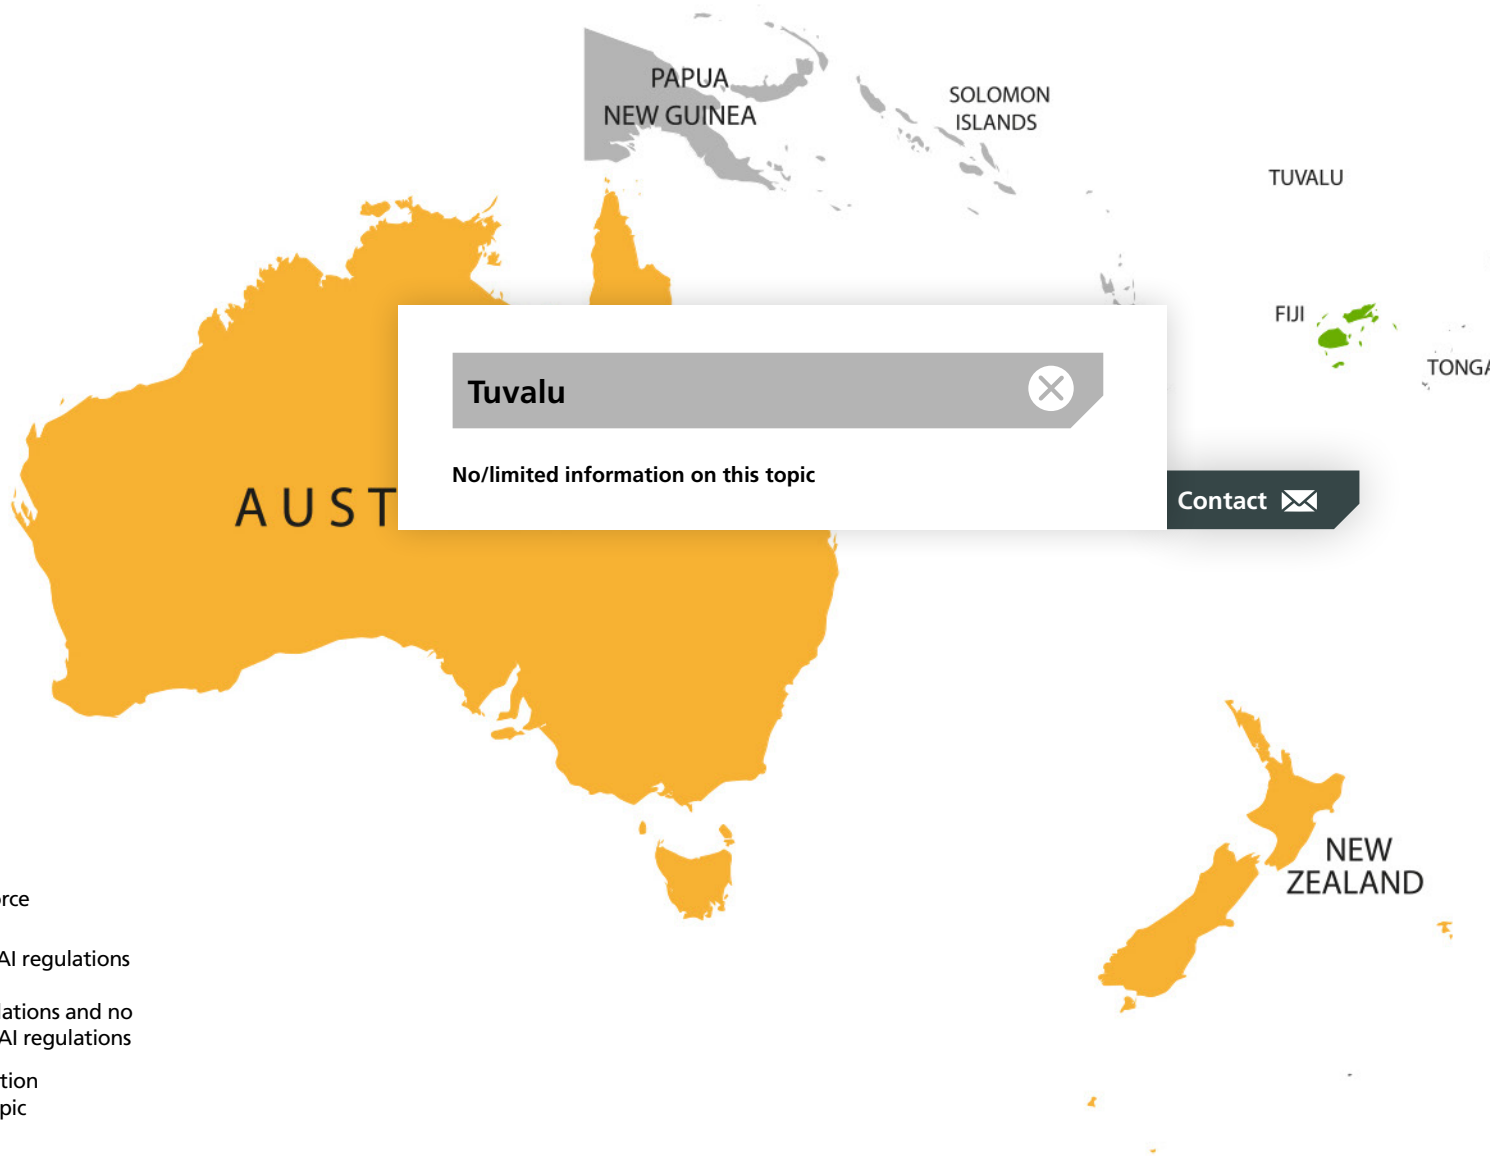 PAPUA
NEW GUINEA
SOLOMON
ISLANDS
TUVALU
FIJI
TONGA
Tuvalu
No/limited information on this topic
AUST
Contact
NEW
ZEALAND
rce
AI regulations
lations and no
AI regulations
tion
pic